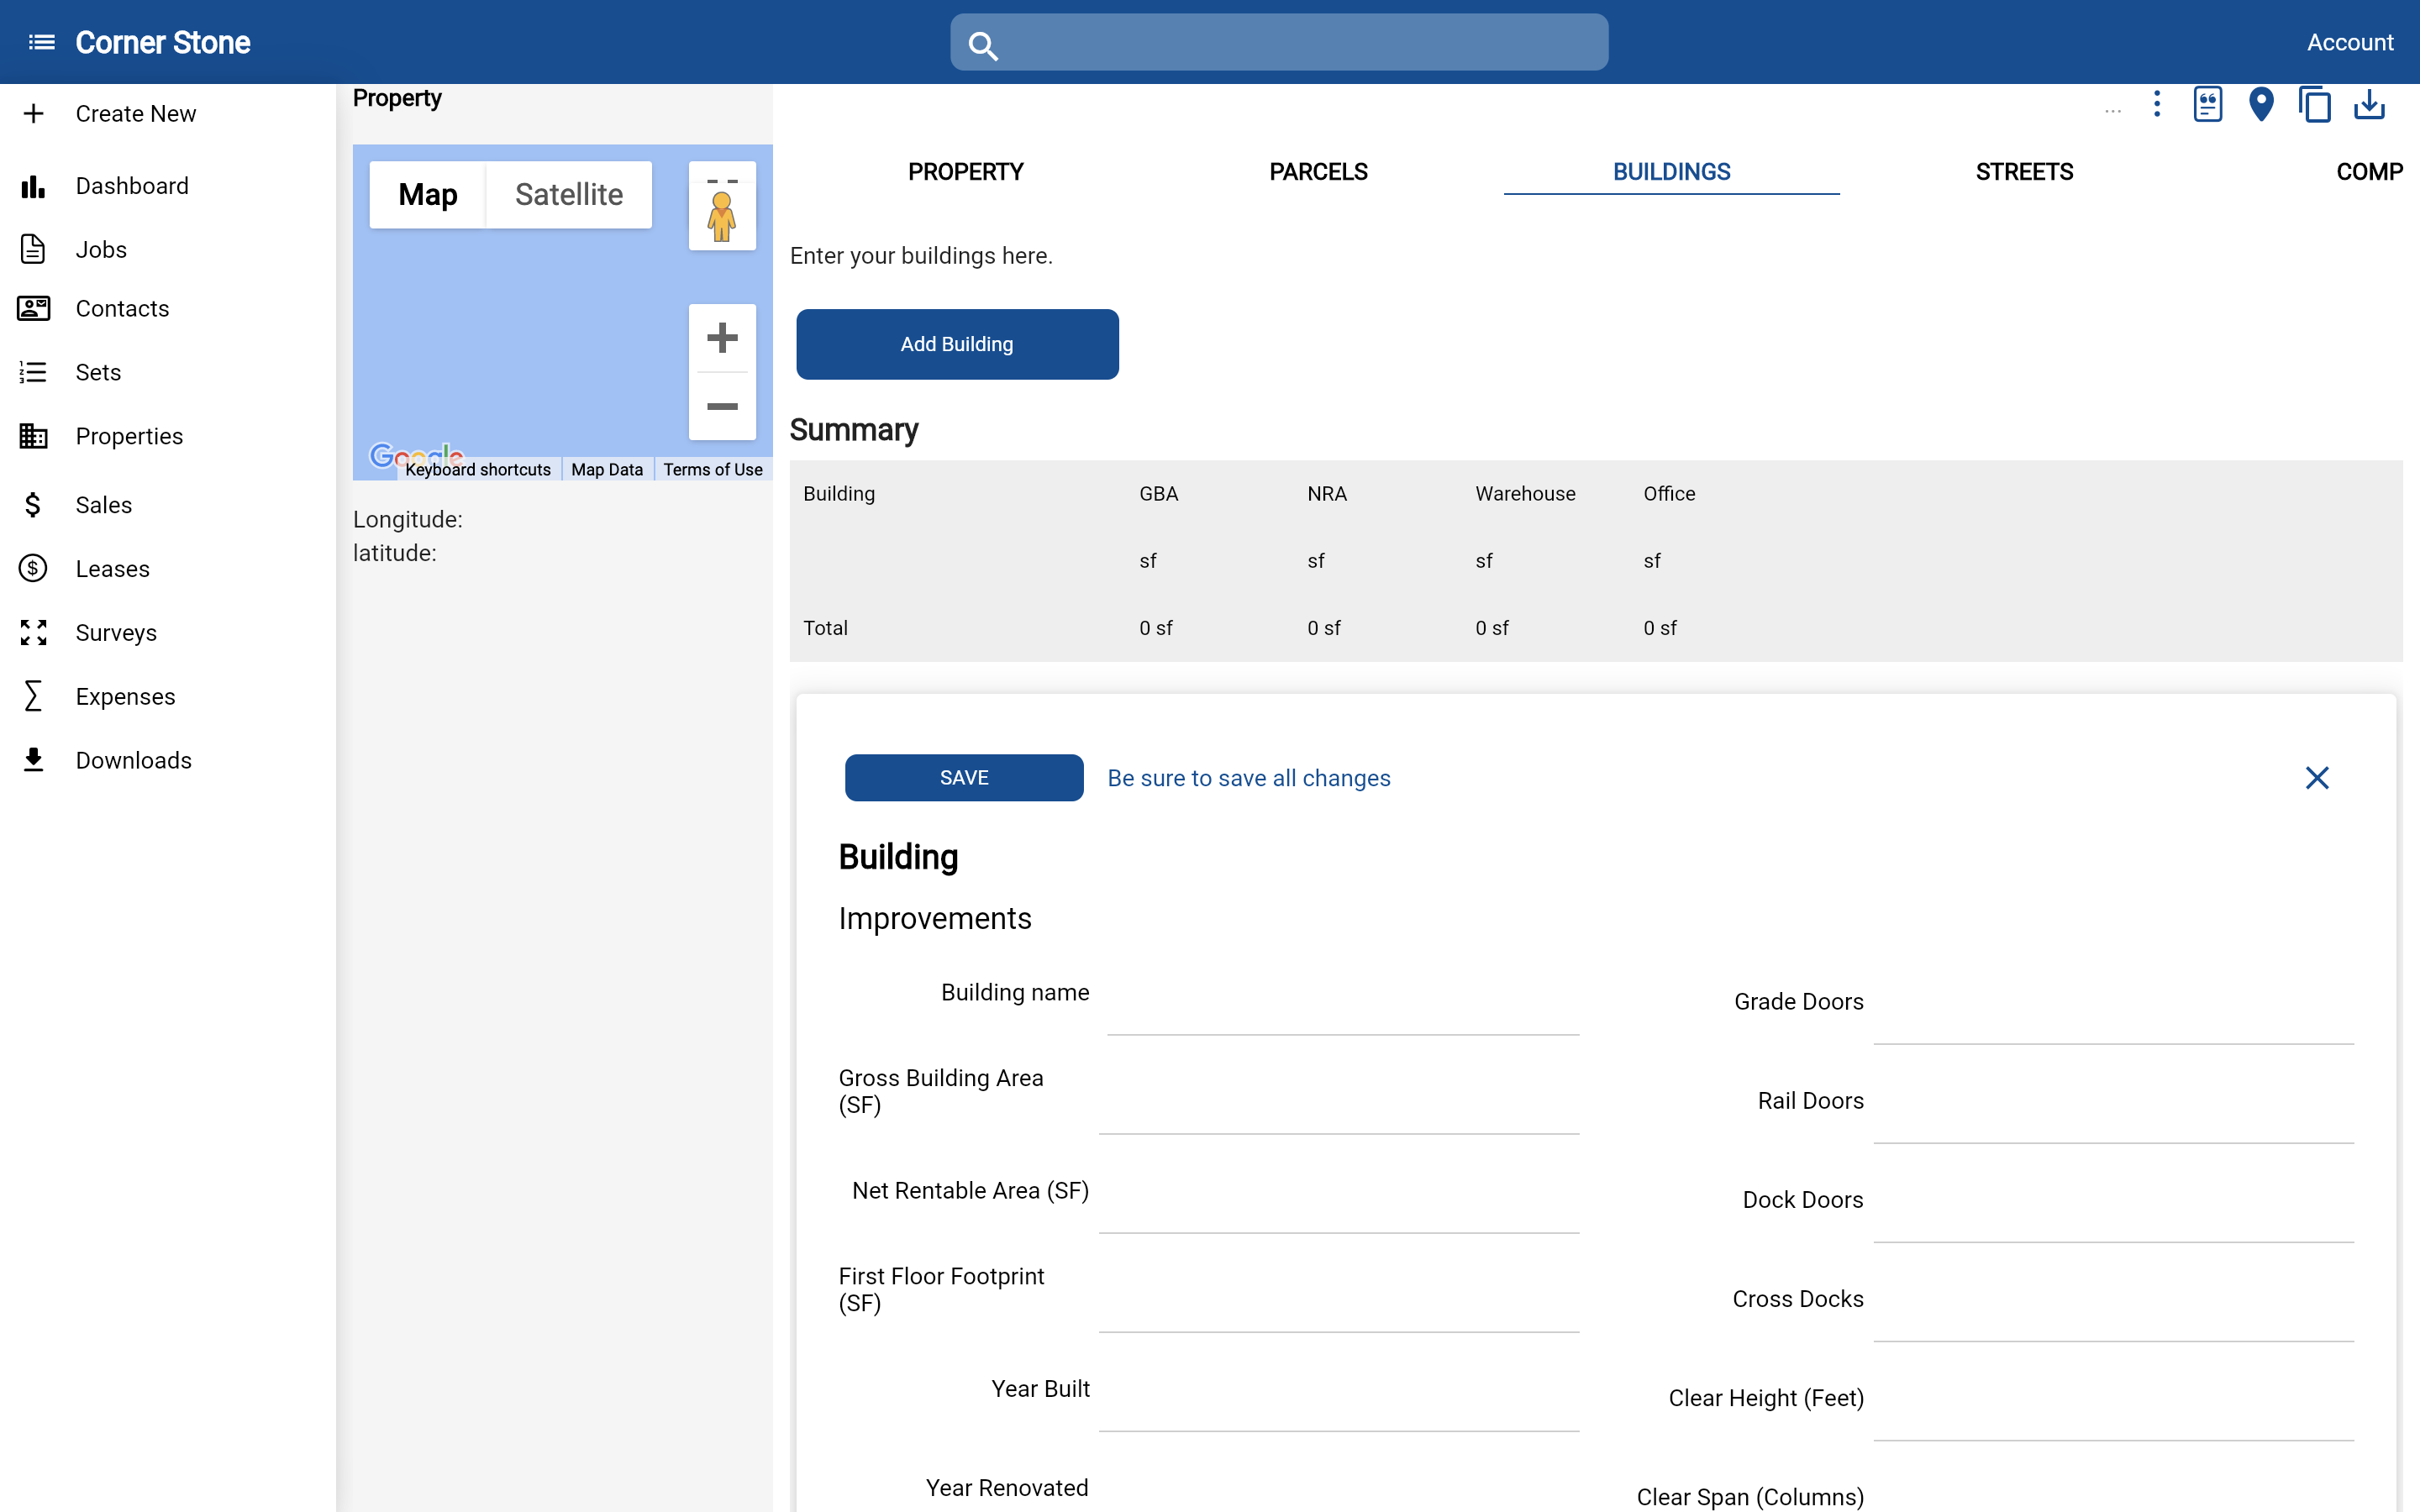 Corner Stone
Account
Create New
Dashboard
Jobs
Contacts
Sets
Properties
Sales
Leases
Surveys
Expenses
Downloads
Property
Map
Satellite
Google
Keyboard shortcuts
Map Data
Terms of Use
Longitude:
latitude:
...
PROPERTY
PARCELS
BUILDINGS
STREETS
COMP
Enter your buildings here.
Add Building
Summary
Building GBA NRA Warehouse Office
sf sf sf sf
Total 0 sf 0 sf 0 sf 0 sf
SAVE
Be sure to save all changes
Building
Improvements
Building name
Gross Building Area
(SF)
Net Rentable Area (SF)
First Floor Footprint
(SF)
Year Built
Year Renovated
Grade Doors
Rail Doors
Dock Doors
Cross Docks
Clear Height (Feet)
Clear Span (Columns)